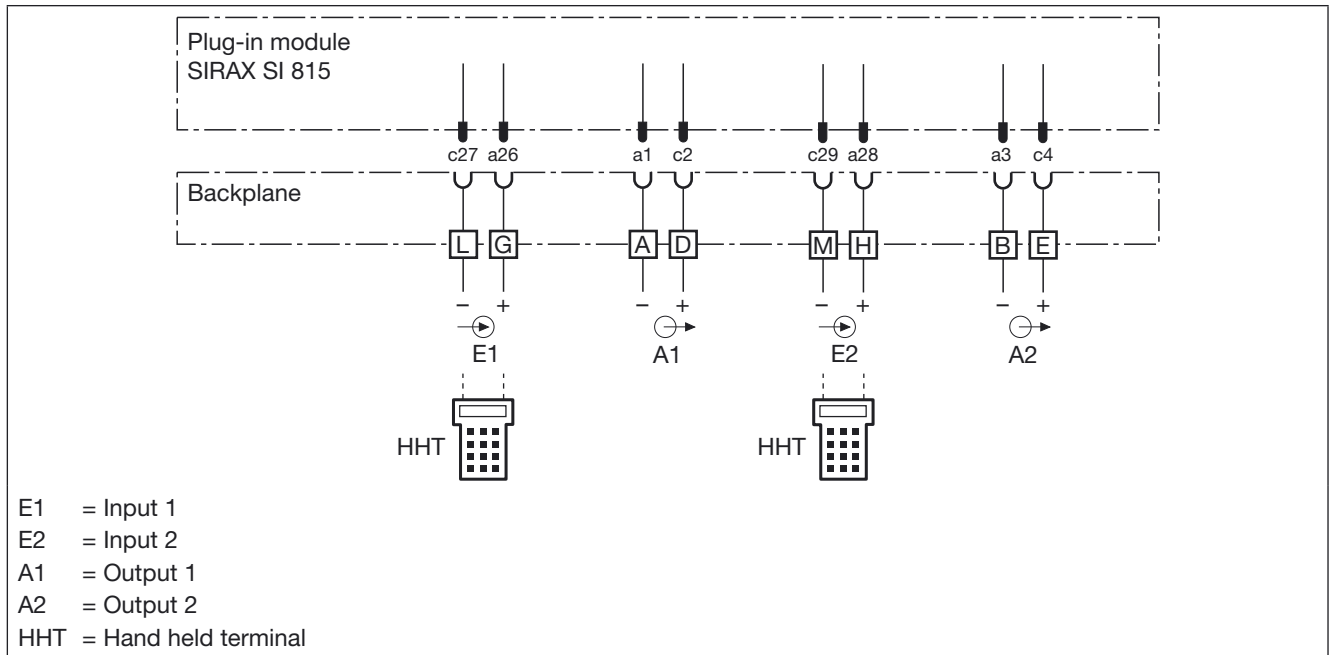 Plug-in module
SIRAX SI 815
c27 a26 a1 c2 c29 a28 a3 c4
Backplane
L G A D M H B E
– + – + – + – +
E1 A1 E2 A2
HHT HHT
E1 = Input 1
E2 = Input 2
A1 = Output 1
A2 = Output 2
HHT = Hand held terminal